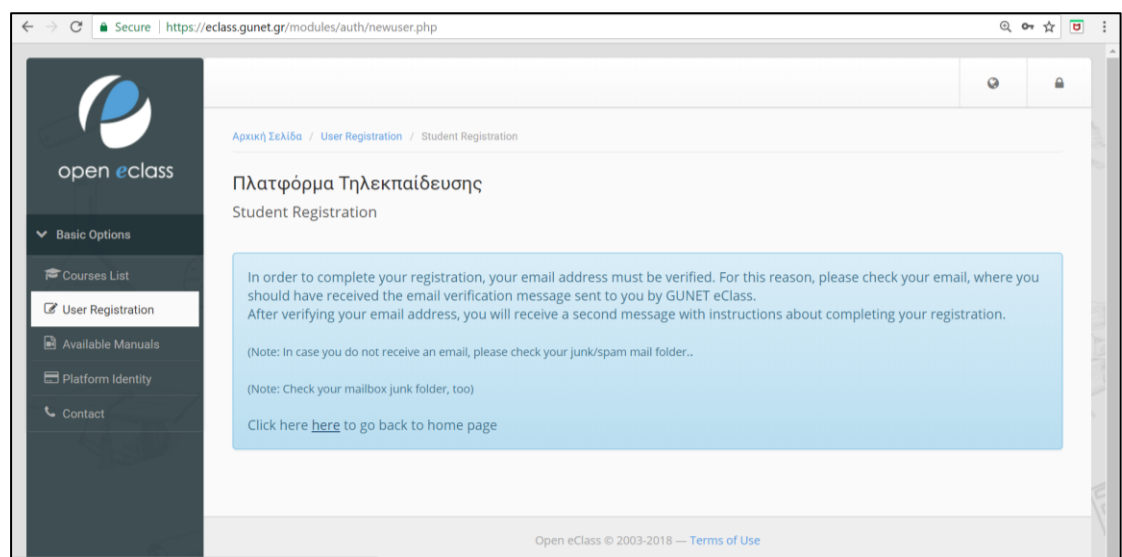 Secure https://eclass.gunet.gr/modules/auth/newuser.php
open eclass
Basic Options
Courses List
User Registration
Available Manuals
Platform Identity
Contact
Αρχική Σελίδα / User Registration / Student Registration
Πλατφόρμα Τηλεκπαίδευσης
Student Registration
In order to complete your registration, your email address must be verified. For this reason, please check your email, where you
should have received the email verification message sent to you by GUNET eClass.
After verifying your email address, you will receive a second message with instructions about completing your registration.
(Note: In case you do not receive an email, please check your junk/spam mail folder..
(Note: Check your mailbox junk folder, too)
Click here here to go back to home page
Open eClass © 2003-2018 — Terms of Use